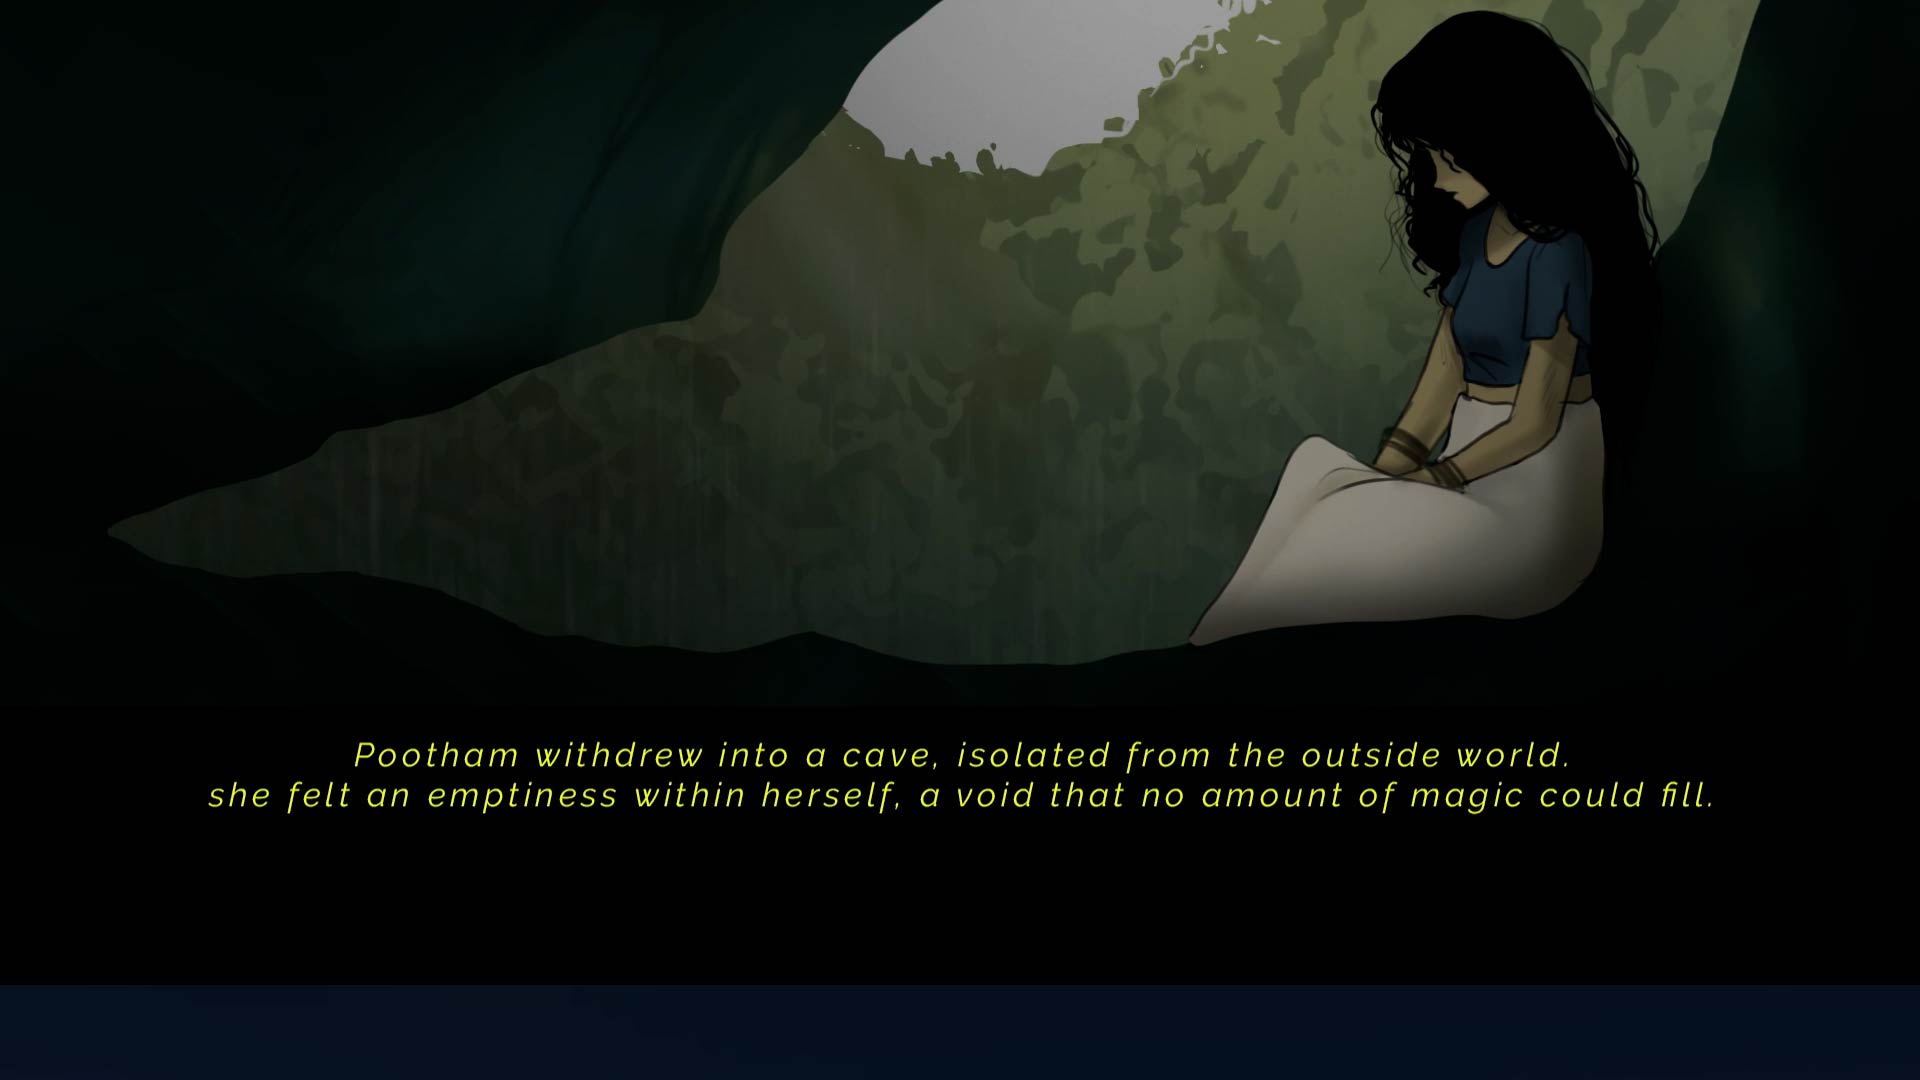 Pootham withdrew into a cave, isolated from the outside world.
she felt an emptiness within herself, a void that no amount of magic could fill.